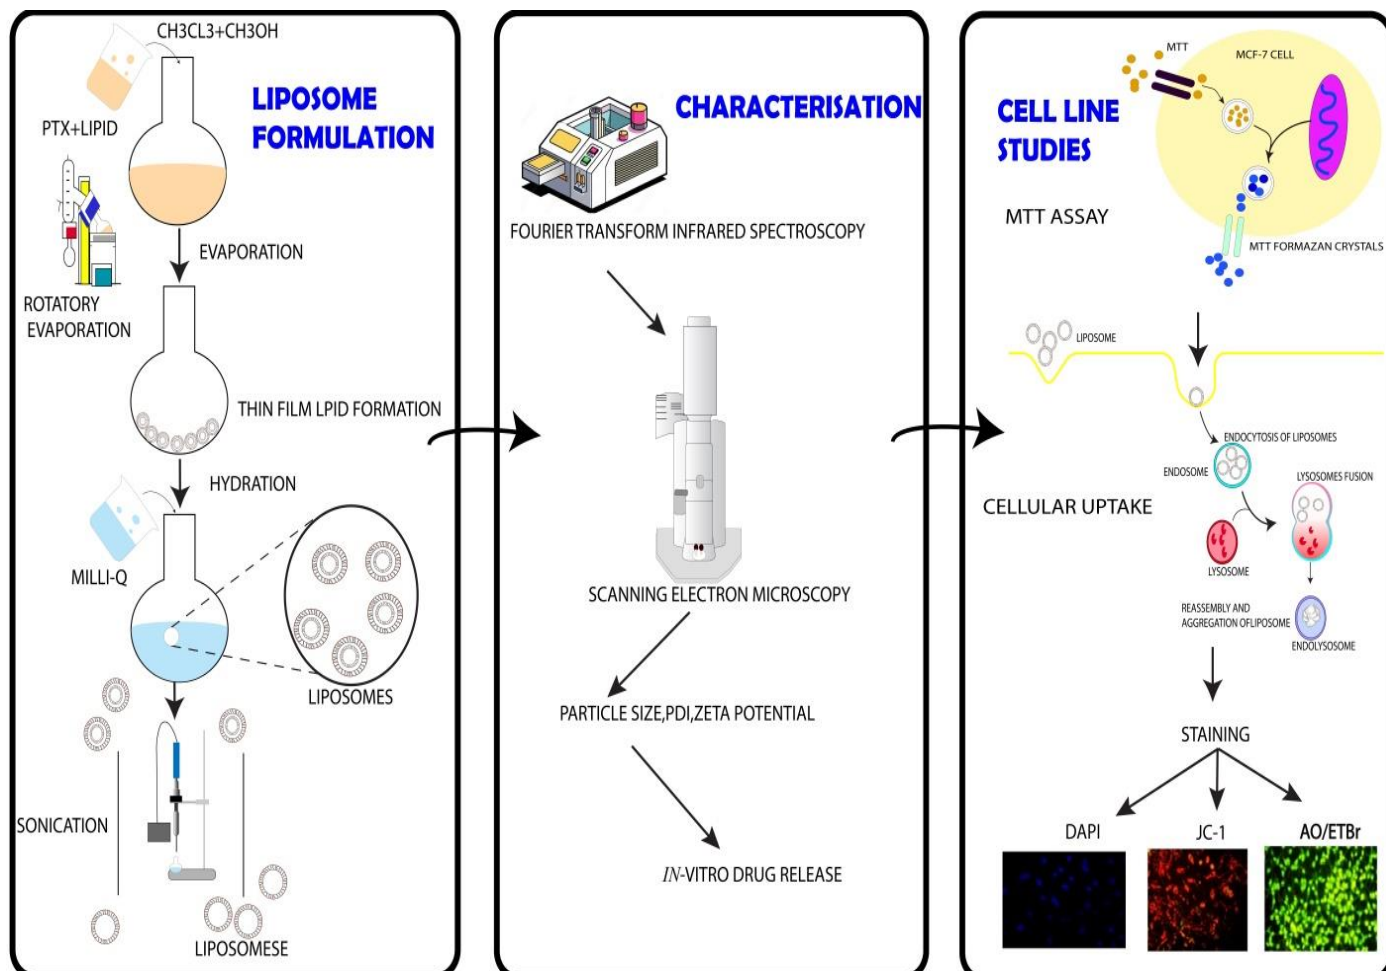 CH3CL3+CH3OH
LIPOSOME
FORMULATION
PTX+LIPID
EVAPORATION
ROTATORY
EVAPORATION
THIN FILM LPID FORMATION
HYDRATION
MILLI-Q
LIPOSOMES
SONICATION
LIPOSOMESE
CHARACTERISATION
FOURIER TRANSFORM INFRARED SPECTROSCOPY
SCANNING ELECTRON MICROSCOPY
PARTICLE SIZE,PDI,ZETA POTENTIAL
IN-VITRO DRUG RELEASE
CELL LINE
STUDIES
MTT
MCF-7 CELL
MTT ASSAY
MTT FORMAZAN CRYSTALS
LIPOSOME
ENDOCYTOSIS OF LIPOSOMES
ENDOSOME
LYSOSOMES FUSION
CELLULAR UPTAKE
LYSOSOME
REASSEMBLY AND
AGGREGATION OFLIPOSOME
ENDOLYSOSOME
STAINING
DAPI
JC-1
AO/ETBr